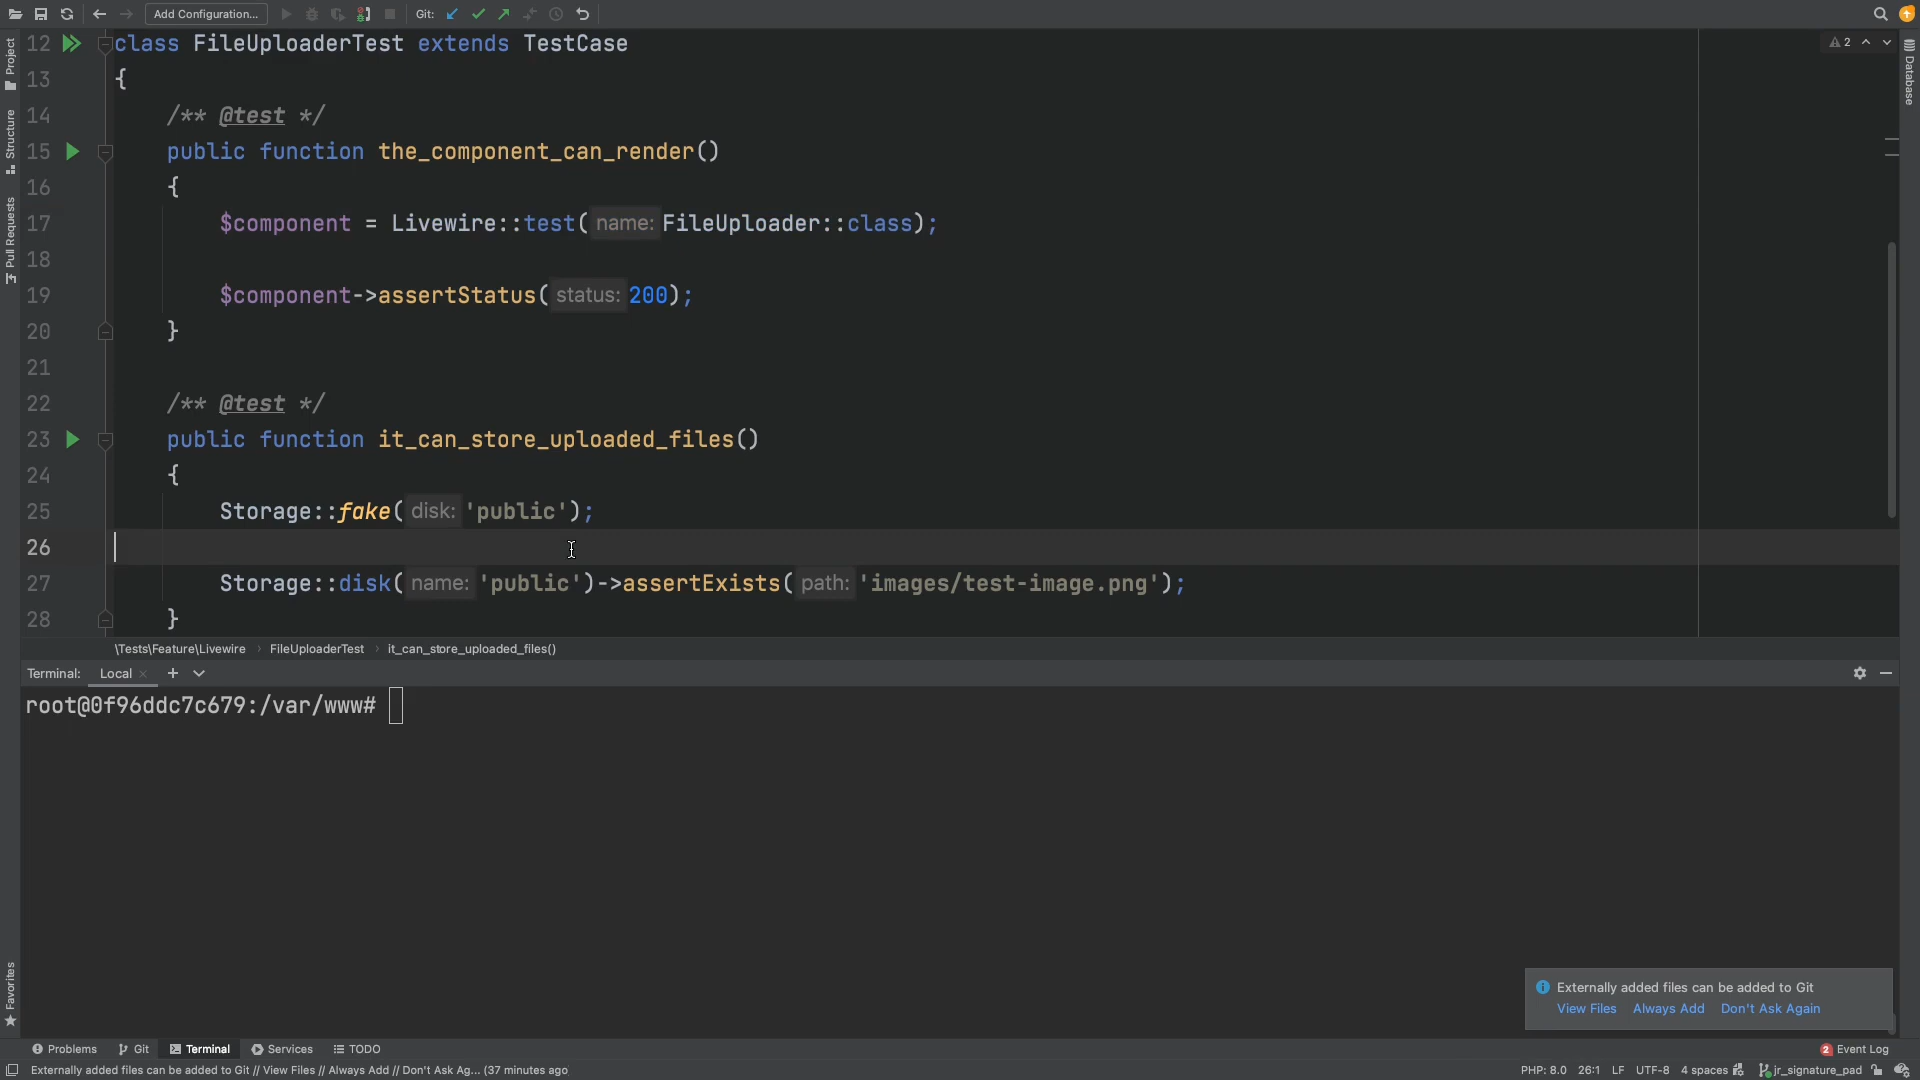 Add Configuration...
Git:
12 class FileUploaderTest extends TestCase
2
13 {
14 /** @test */
15 public function the_component_can_render()
16 {
17 $component = Livewire::test( name: FileUploader::class);
18
19 $component->assertStatus( status: 200);
20 }
21
22 /** @test */
23 public function it_can_store_uploaded_files()
24 {
25 Storage::fake( disk: 'public');
26
27 Storage::disk( name: 'public')->assertExists( path: 'images/test-image.png');
28 }
Project
Structure
Pull Requests
Favorites
Database
\Tests\Feature\Livewire › FileUploaderTest › it_can_store_uploaded_files()
Terminal: Local × +
root@0f96ddc7c679:/var/www#
Externally added files can be added to Git
View Files Always Add Don't Ask Again
Problems Git Terminal Services TODO
2 Event Log
Externally added files can be added to Git // View Files // Always Add // Don't Ask Ag... (37 minutes ago
PHP: 8.0 26:1 LF UTF-8 4 spaces jr_signature_pad